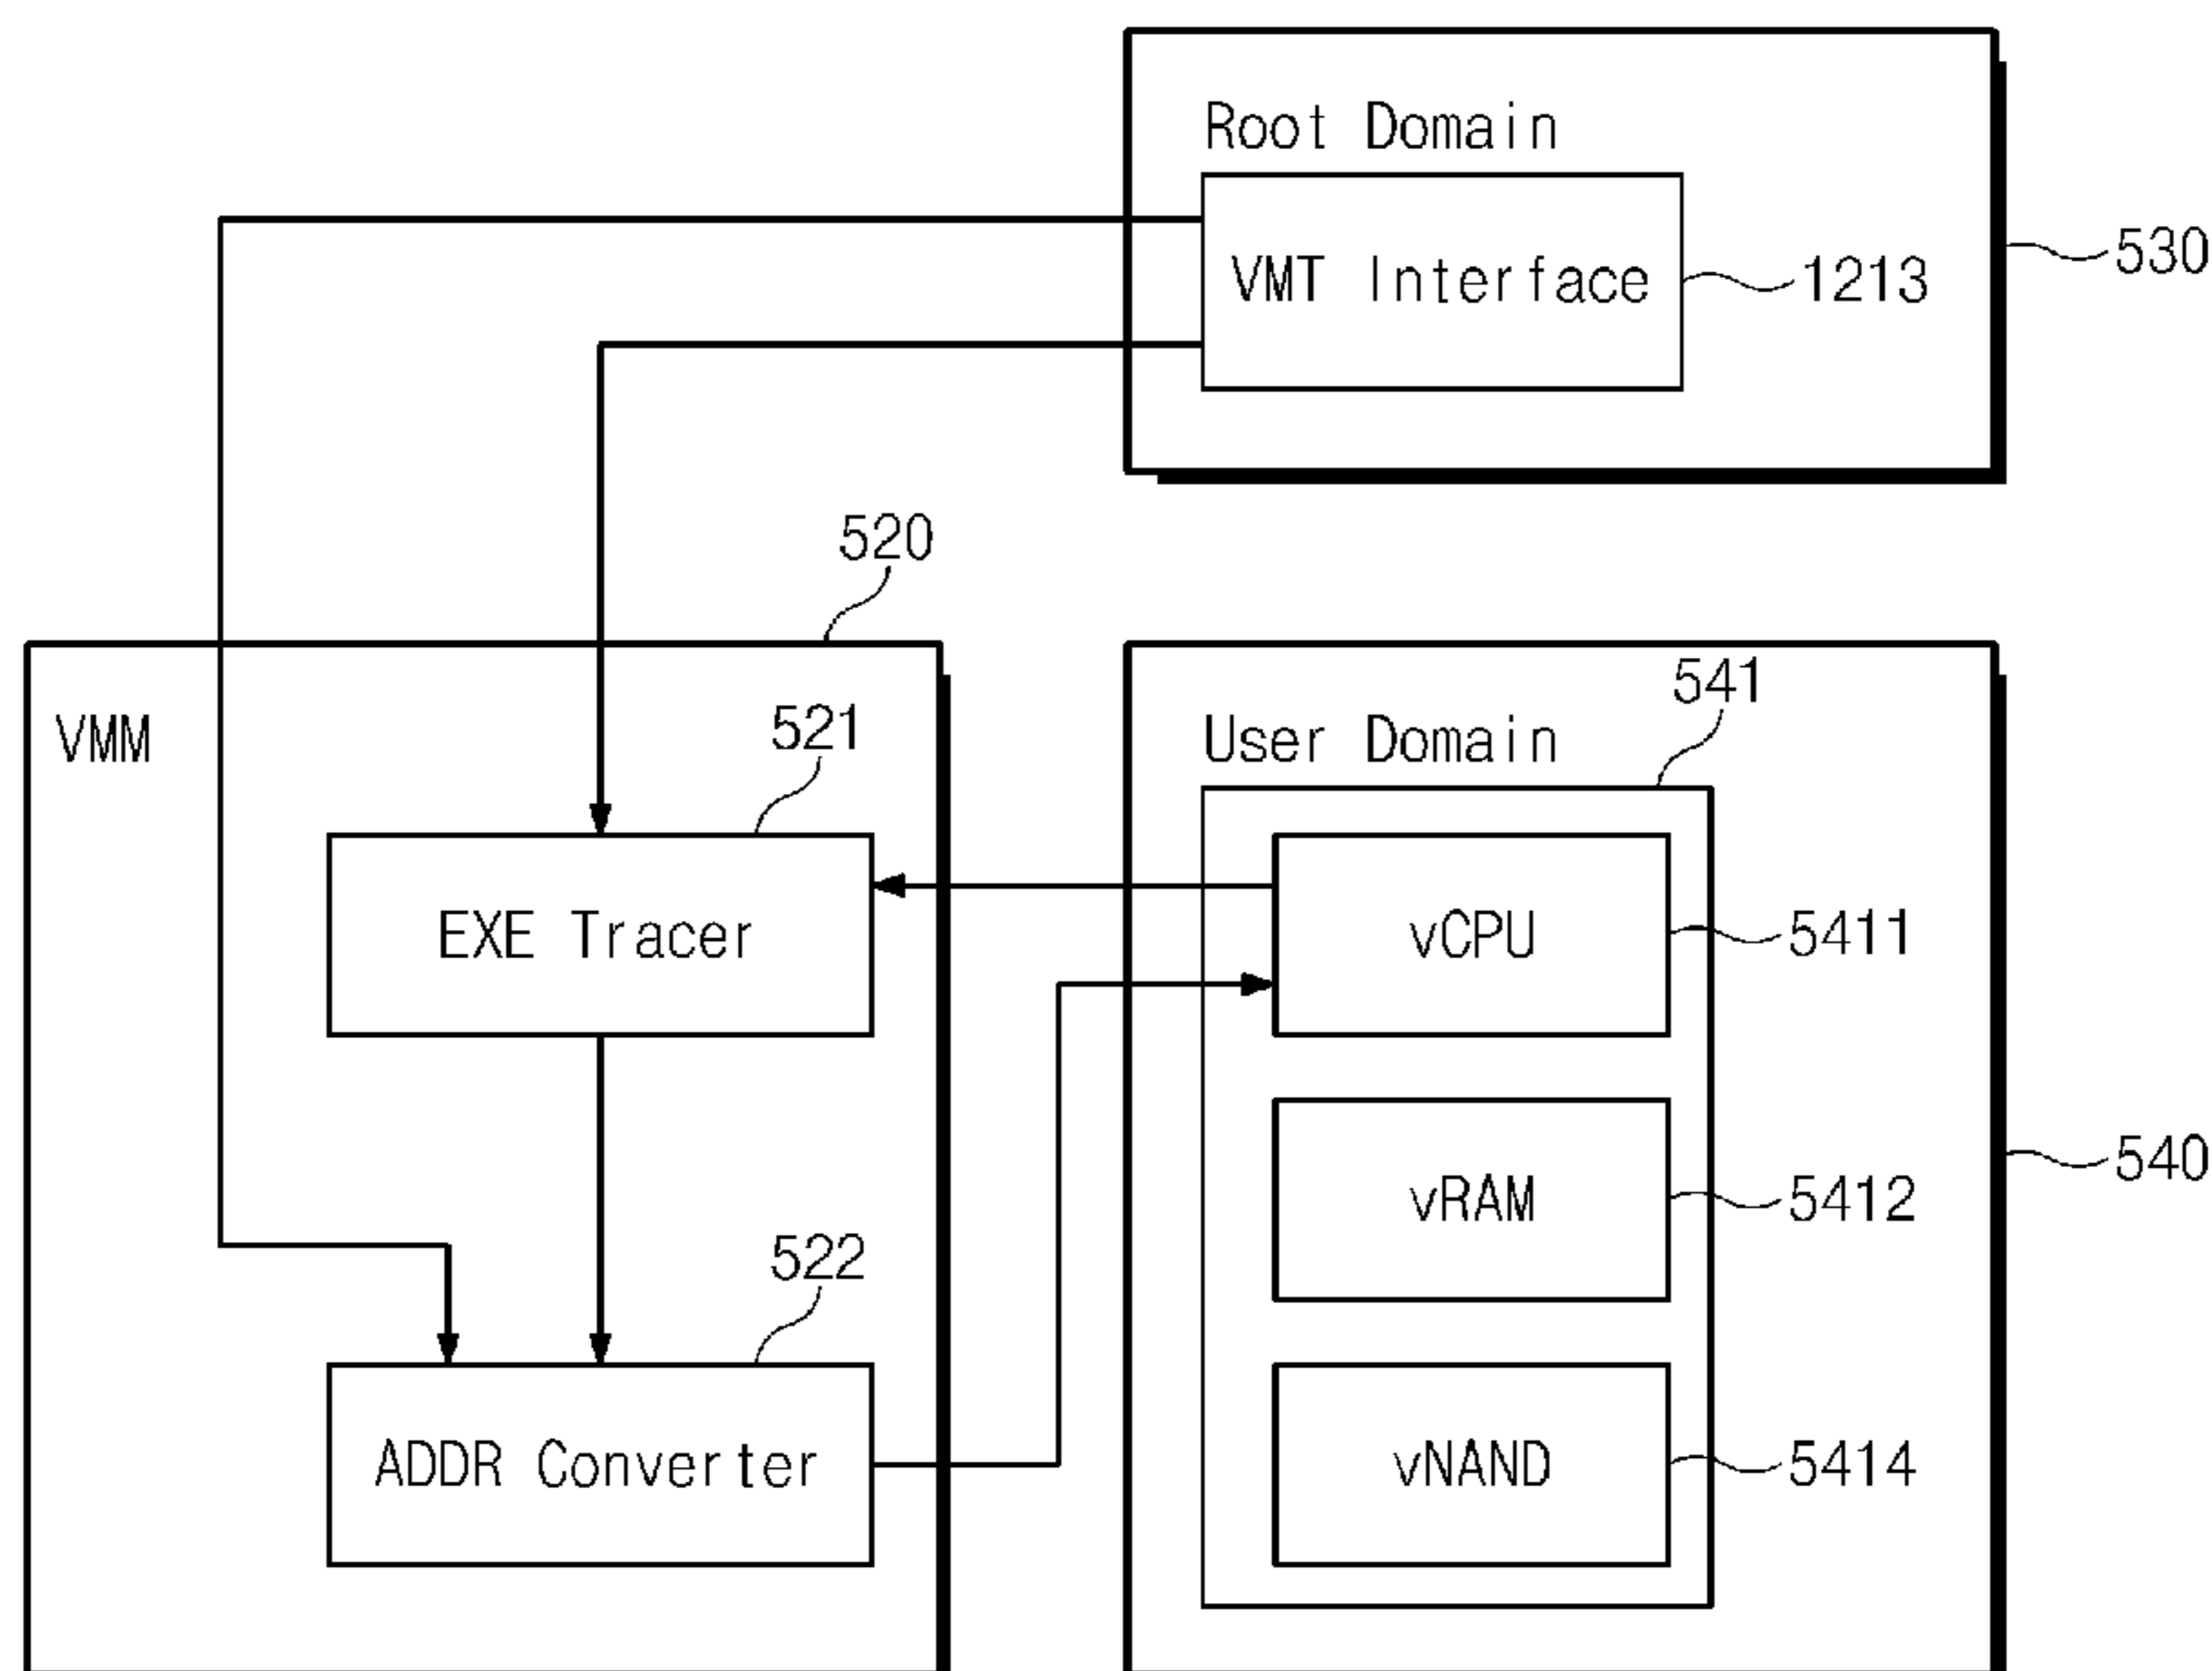 Root Domain
530
VMT Interface
1213
520
VMM
521
User Domain
541
EXE Tracer
vCPU
5411
vRAM
5412
540
522
ADDR Converter
vNAND
5414